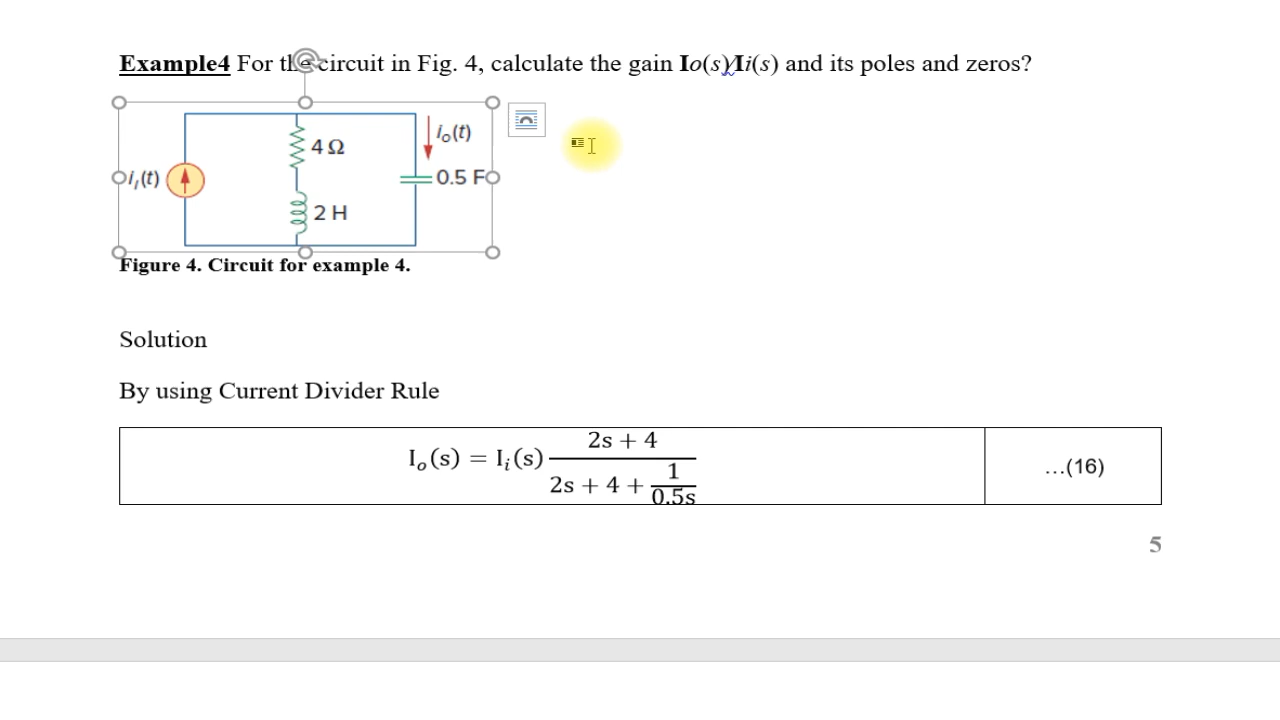 Example4 For the circuit in Fig. 4, calculate the gain Io(s)/Ii(s) and its poles and zeros?
4 Ω
io(t)
ii(t)
0.5 F
2 H
Figure 4. Circuit for example 4.
Solution
By using Current Divider Rule
Iₒ(s) = Iᵢ(s) (2s + 4)/(2s + 4 + 1/0.5s) …(16)
5